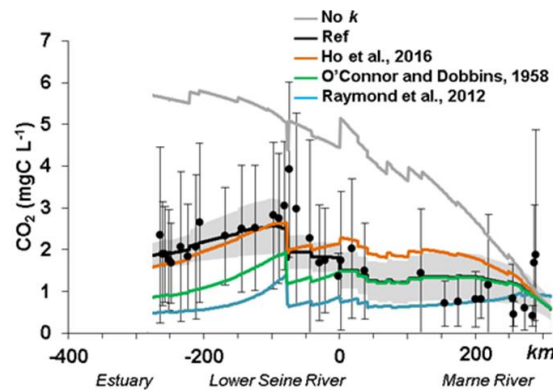 No k
Ref
Ho et al., 2016
O'Connor and Dobbins, 1958
Raymond et al., 2012
CO₂ (mgC L⁻¹)
7
6
5
4
3
2
1
0
-400 -200 0 200 km
Estuary Lower Seine River Marne River